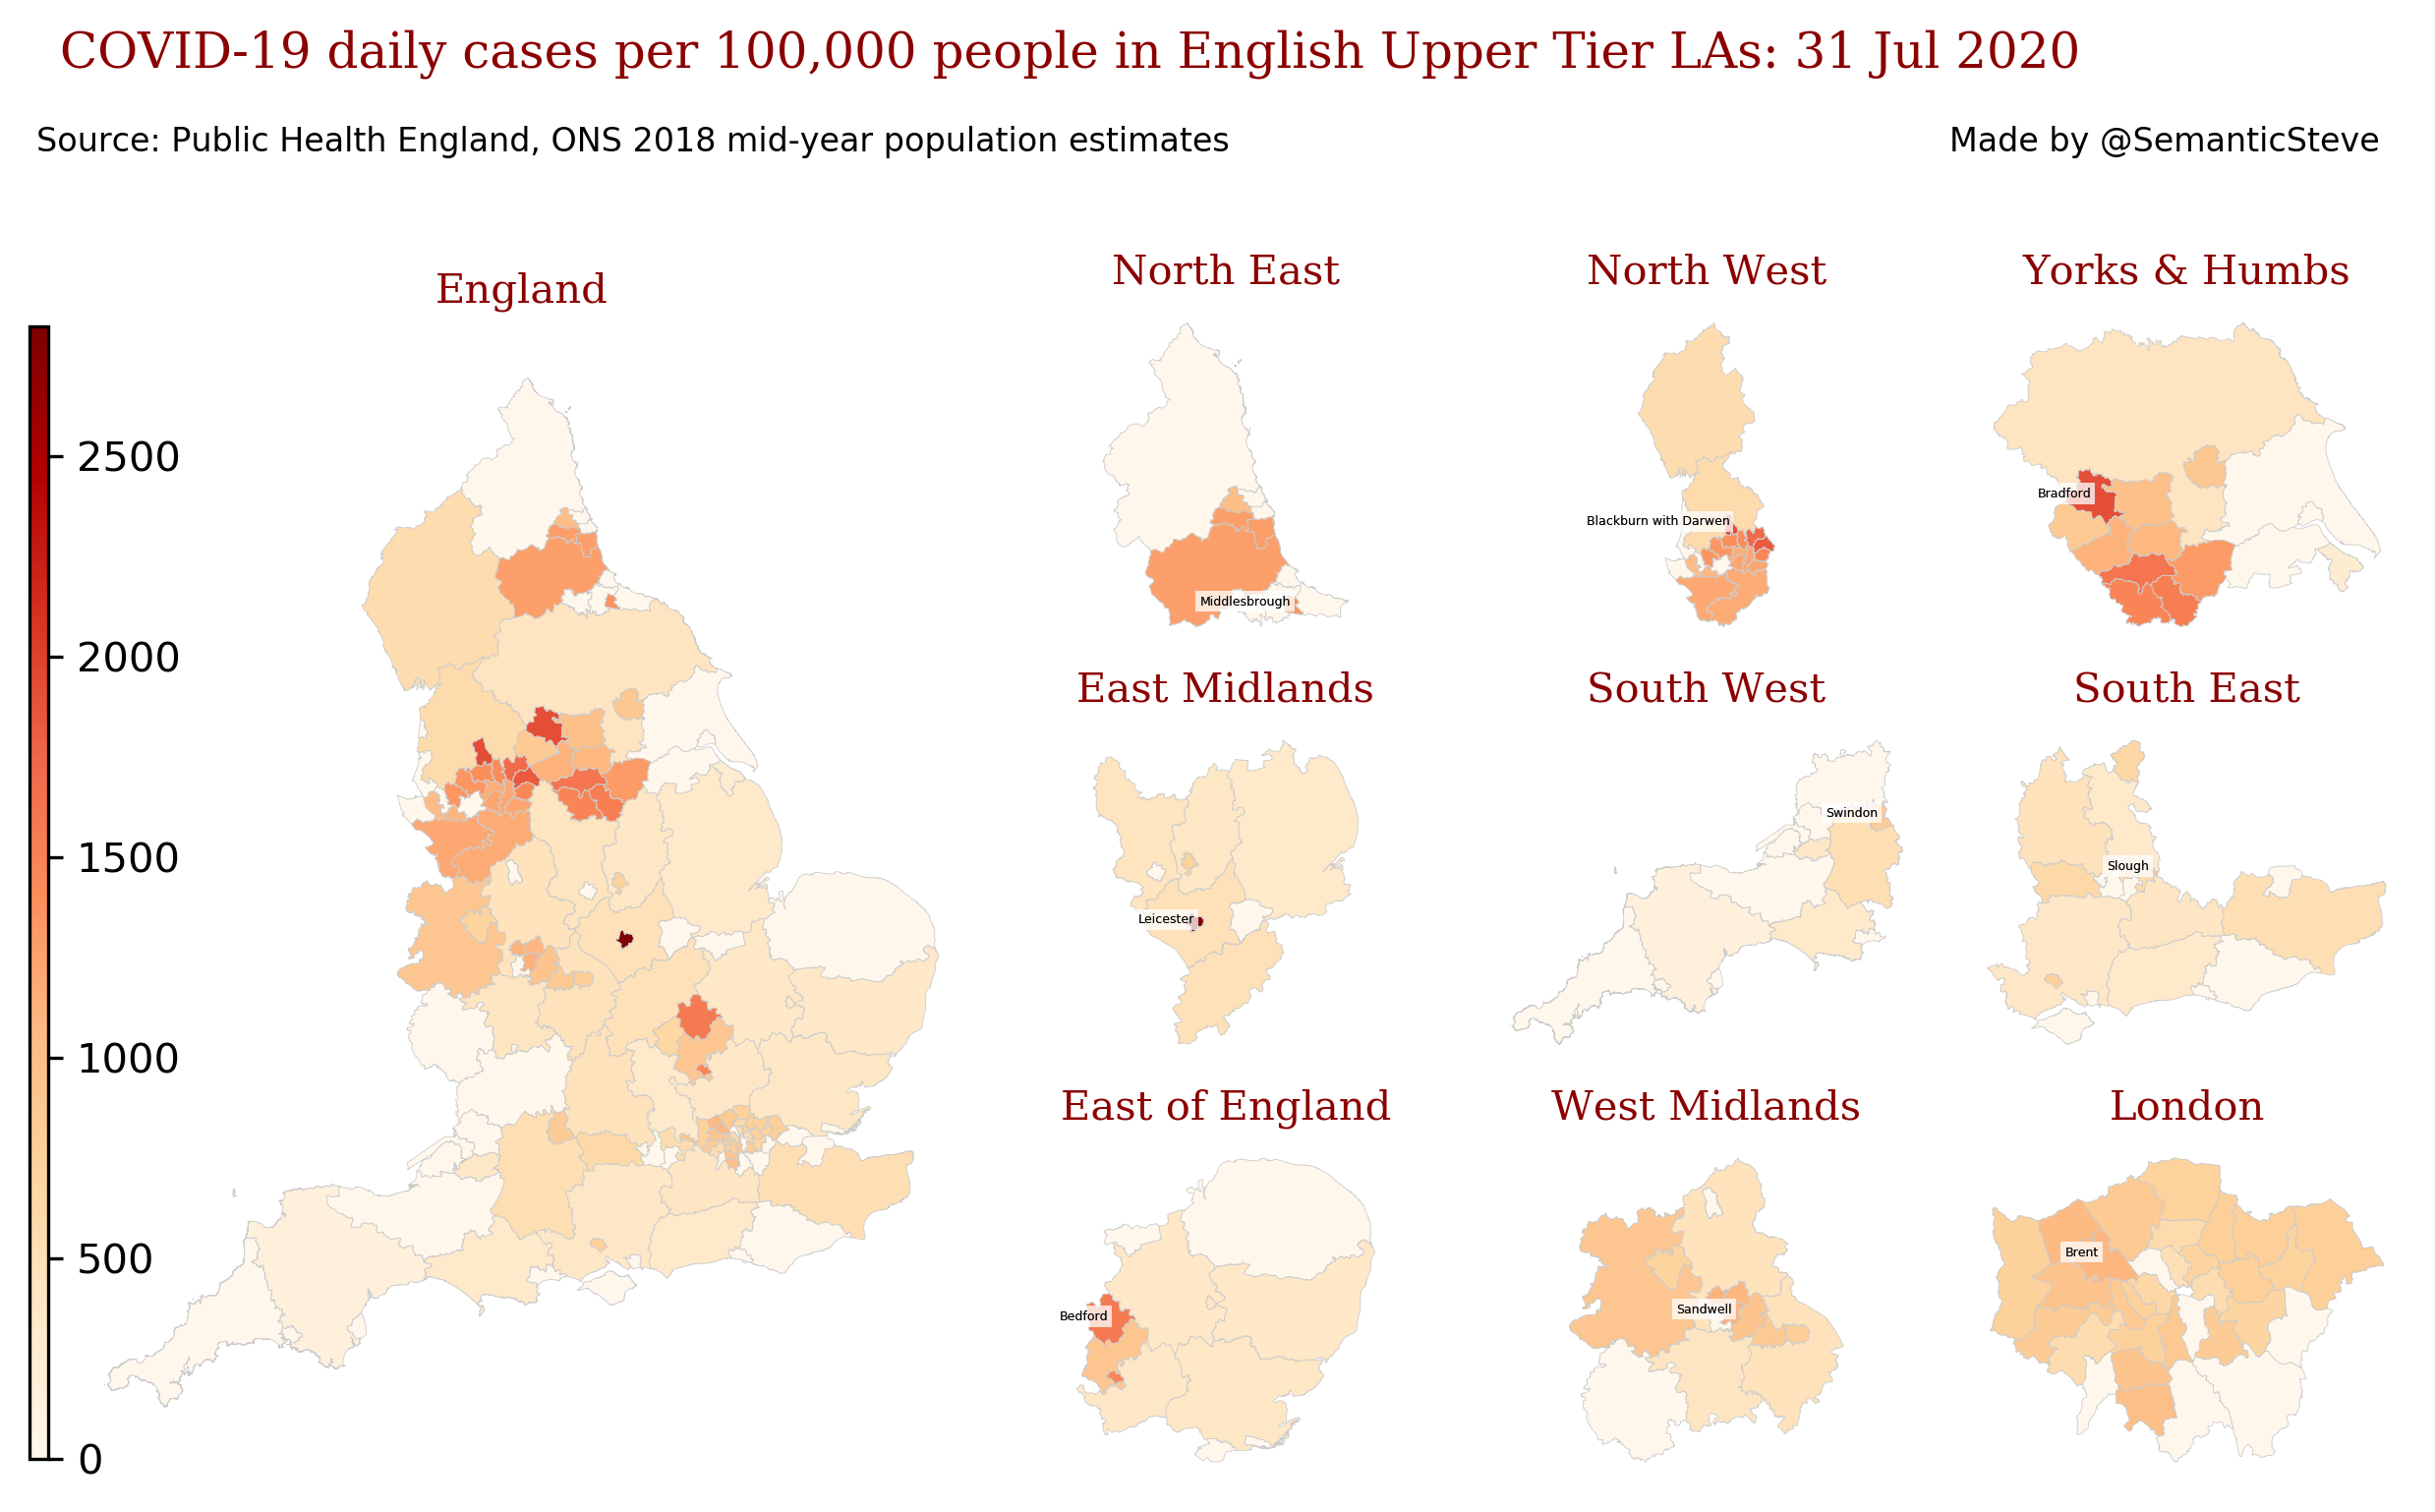 COVID-19 daily cases per 100,000 people in English Upper Tier LAs: 31 Jul 2020
Source: Public Health England, ONS 2018 mid-year population estimates
Made by @SemanticSteve
England
2500
2000
1500
1000
500
0
North East
Middlesbrough
North West
Blackburn with Darwen
Yorks & Humbs
Bradford
East Midlands
Leicester
South West
Swindon
South East
Slough
East of England
Bedford
West Midlands
Sandwell
London
Brent